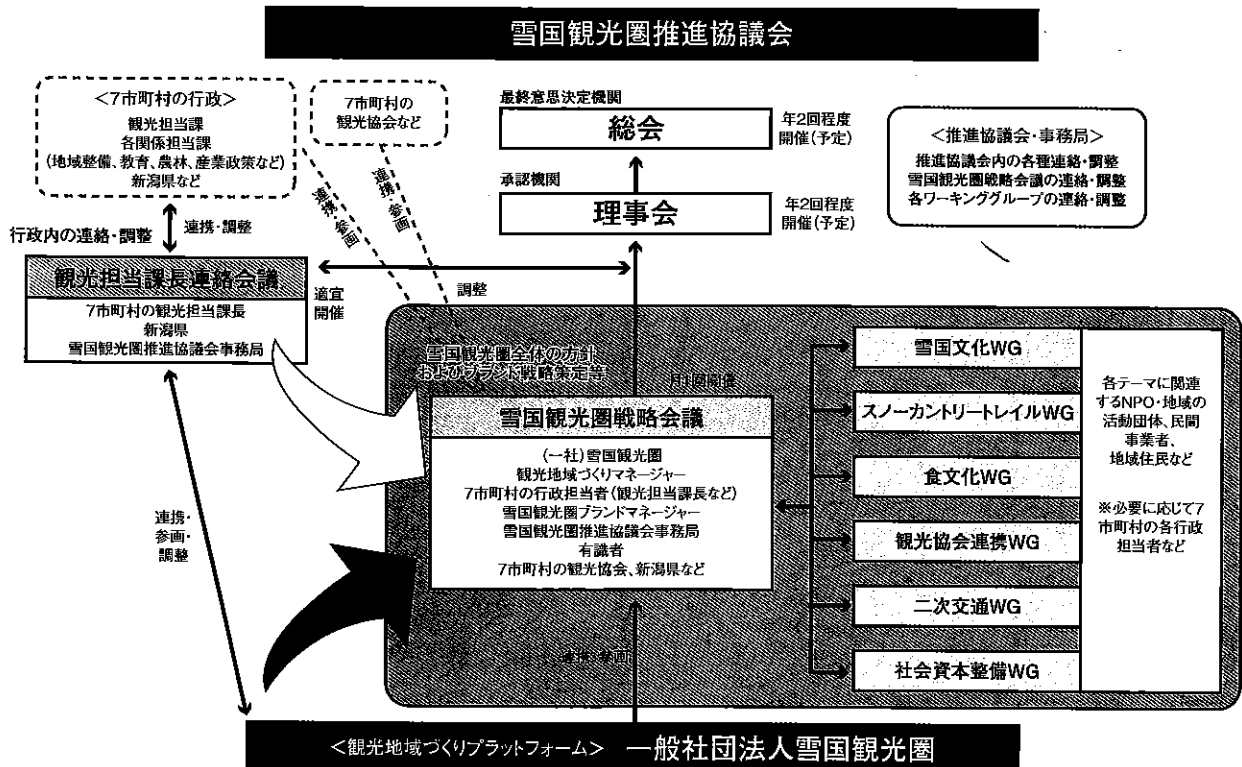 雪国観光圏推進協議会
<7市町村の行政>
観光担当課
各関係担当課
(地域整備、教育、農林、産業政策など)
新潟県など
7市町村の
観光協会など
最終意思決定機関
総会
年2回程度
開催(予定)
承認機関
理事会
年2回程度
開催(予定)
<推進協議会・事務局>
推進協議会内の各種連絡・調整
雪国観光圏戦略会議の連絡・調整
各ワーキンググループの連絡・調整
連携・調整
連携・参画
連携・参画
行政内の連絡・調整
観光担当課長連絡会議
7市町村の観光担当課長
新潟県
雪国観光圏推進協議会事務局
適宜
開催
調整
雪国観光圏全体の方針
およびブランド戦略策定等
月1回開催
雪国観光圏戦略会議
(一社)雪国観光圏
観光地域づくりマネージャー
7市町村の行政担当者(観光担当課長など)
雪国観光圏ブランドマネージャー
雪国観光圏推進協議会事務局
有識者
7市町村の観光協会、新潟県など
雪国文化WG
スノーカントリートレイルWG
食文化WG
観光協会連携WG
二次交通WG
社会資本整備WG
各テーマに関連
するNPO・地域の
活動団体、民間
事業者、
地域住民など
※必要に応じて7
市町村の各行政
担当者など
連携・
参画・
調整
連携・参画
<観光地域づくりプラットフォーム> 一般社団法人雪国観光圏